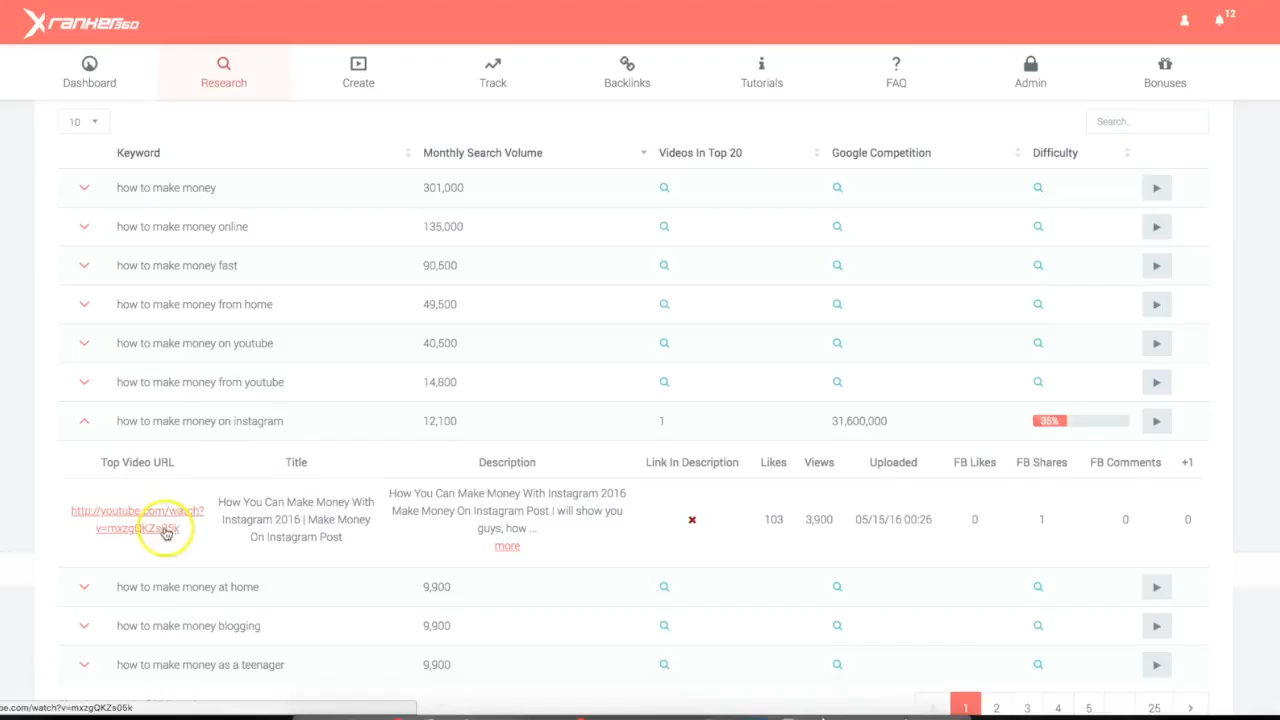 Xranker360
12
Dashboard Research Create Track Backlinks Tutorials FAQ Admin Bonuses
10 Search..
Keyword Monthly Search Volume Videos In Top 20 Google Competition Difficulty
how to make money 301,000
how to make money online 135,000
how to make money fast 90,500
how to make money from home 49,500
how to make money on youtube 40,500
how to make money from youtube 14,800
how to make money on instagram 12,100 1 31,600,000 35%
Top Video URL Title Description Link In Description Likes Views Uploaded FB Likes FB Shares FB Comments +1
http://youtube.com/watch?
v=mxzgQKZs05k
How You Can Make Money With
Instagram 2016 | Make Money
On Instagram Post
How You Can Make Money With Instagram 2016
Make Money On Instagram Post I will show you
guys, how ...
more
103 3,900 05/15/16 00:26 0 1 0 0
how to make money at home 9,900
how to make money blogging 9,900
how to make money as a teenager 9,900
be.com/watch?v=mxzgQKZs05k
1 2 3 4 5 25